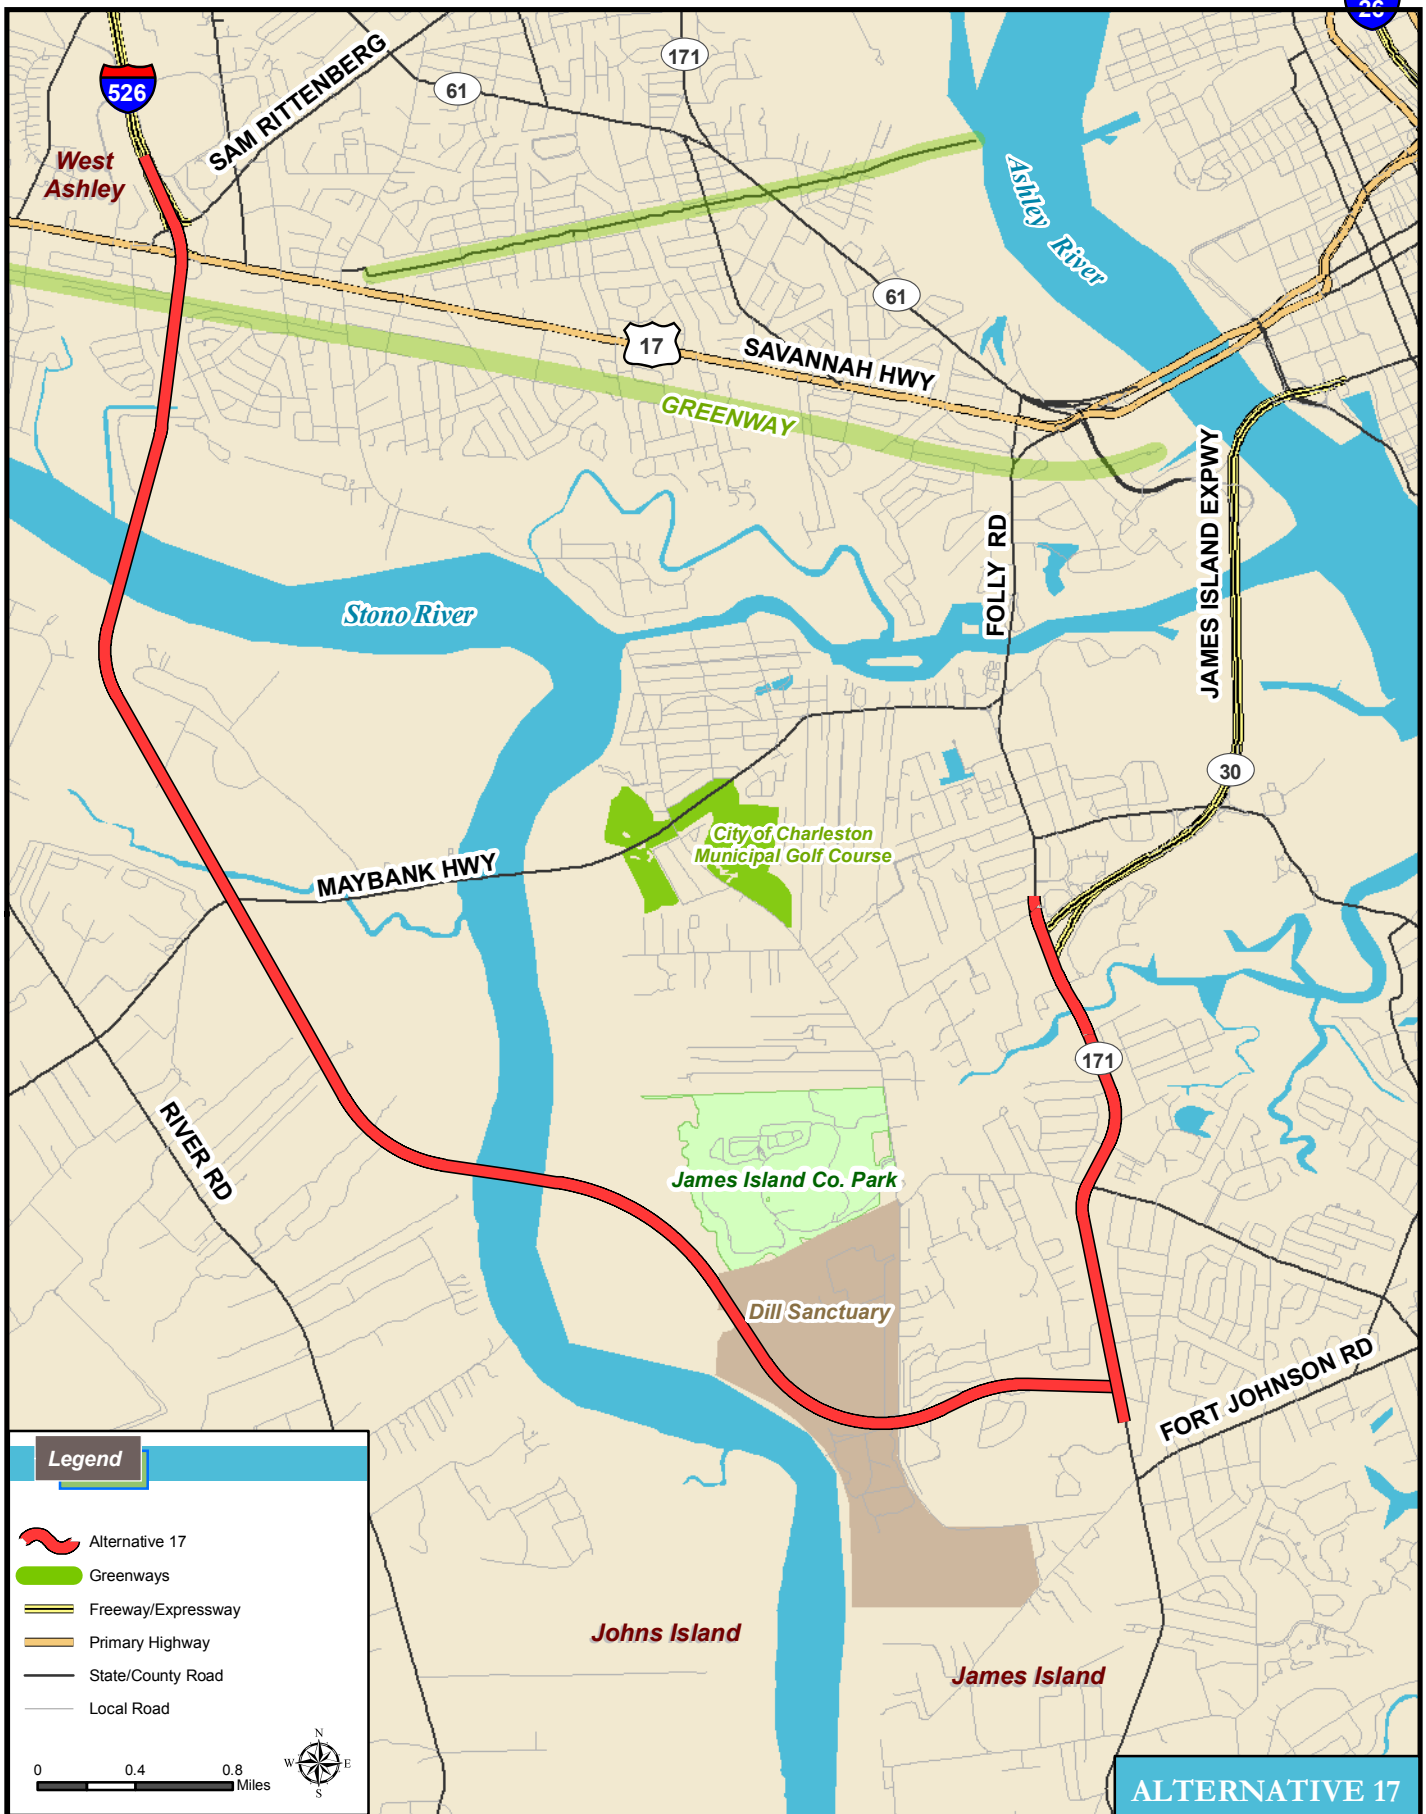 26
171
526
61
SAM RITTENBERG
West
Ashley
Ashley River
61
17
SAVANNAH HWY
GREENWAY
JAMES ISLAND EXPWY
FOLLY RD
Stono River
30
City of Charleston
Municipal Golf Course
MAYBANK HWY
171
RIVER RD
James Island Co. Park
Dill Sanctuary
FORT JOHNSON RD
Legend
Alternative 17
Greenways
Freeway/Expressway
Primary Highway
State/County Road
Local Road
Johns Island
James Island
N
W E
S
0 0.4 0.8
Miles
ALTERNATIVE 17